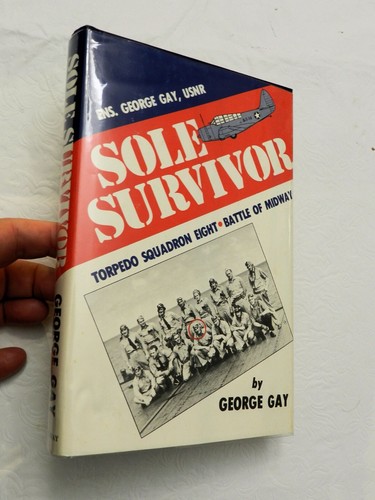 ENS. GEORGE GAY, USNR
SOLE
SURVIVOR
TORPEDO SQUADRON EIGHT • BATTLE OF MIDWAY
by
GEORGE GAY
SOLE SURVIVOR
GEORGE GAY